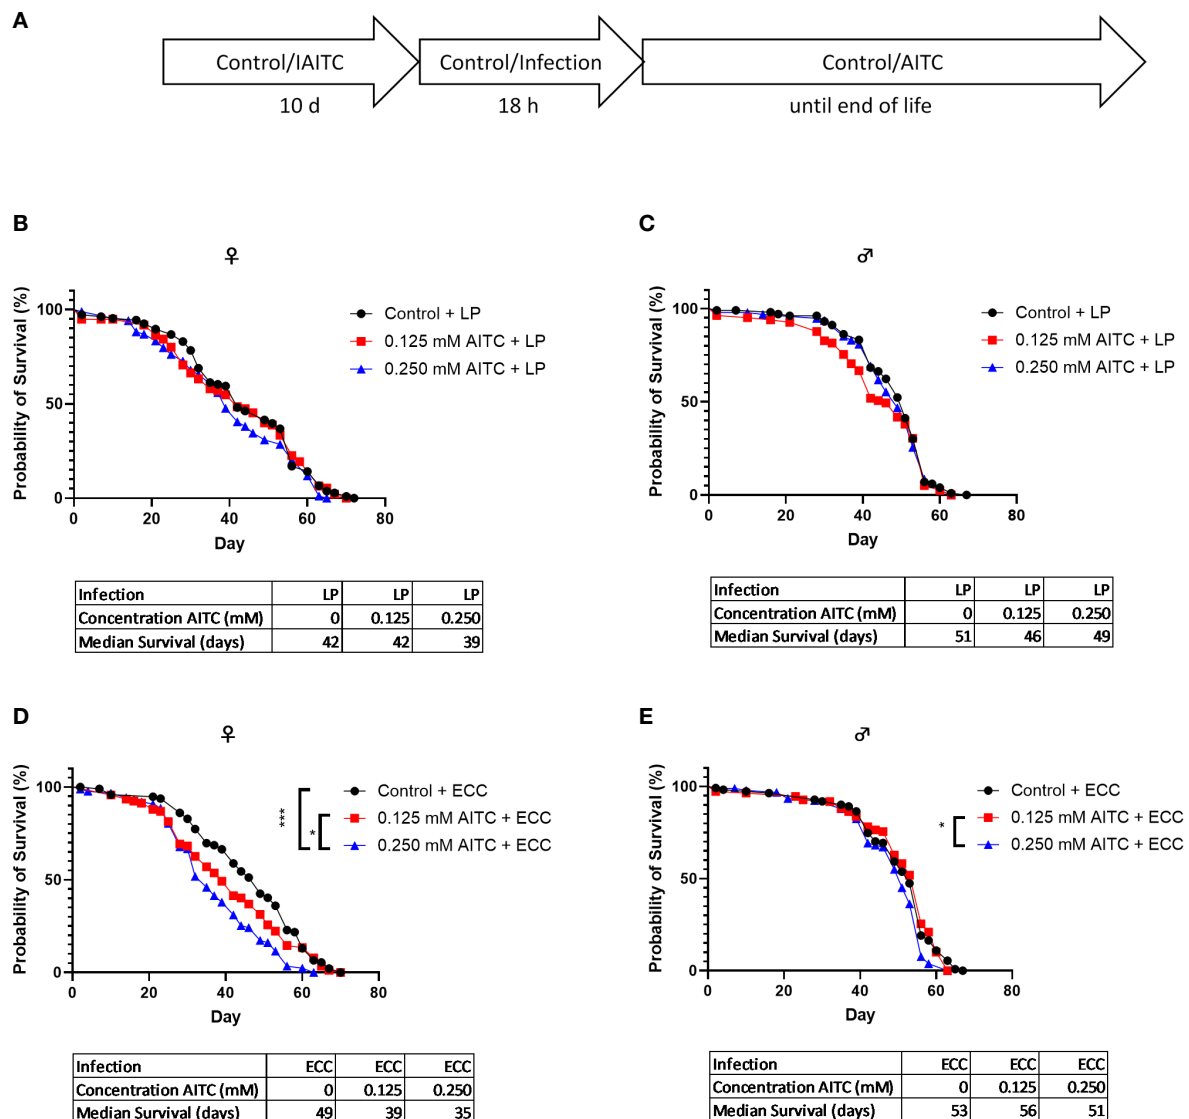 A
Control/IAITC
Control/Infection
Control/AITC
10 d
18 h
until end of life
B
♀
Probability of Survival (%)
100
50
0
0 20 40 60 80
Day
Control + LP
0.125 mM AITC + LP
0.250 mM AITC + LP
Infection LP LP LP
Concentration AITC (mM) 0 0.125 0.250
Median Survival (days) 42 42 39
C
♂
Probability of Survival (%)
100
50
0
0 20 40 60 80
Day
Control + LP
0.125 mM AITC + LP
0.250 mM AITC + LP
Infection LP LP LP
Concentration AITC (mM) 0 0.125 0.250
Median Survival (days) 51 46 49
D
♀
Probability of Survival (%)
100
50
0
0 20 40 60 80
Day
Control + ECC
0.125 mM AITC + ECC
0.250 mM AITC + ECC
***
*
Infection ECC ECC ECC
Concentration AITC (mM) 0 0.125 0.250
Median Survival (days) 49 39 35
E
♂
Probability of Survival (%)
100
50
0
0 20 40 60 80
Day
Control + ECC
0.125 mM AITC + ECC
0.250 mM AITC + ECC
*
Infection ECC ECC ECC
Concentration AITC (mM) 0 0.125 0.250
Median Survival (days) 53 56 51